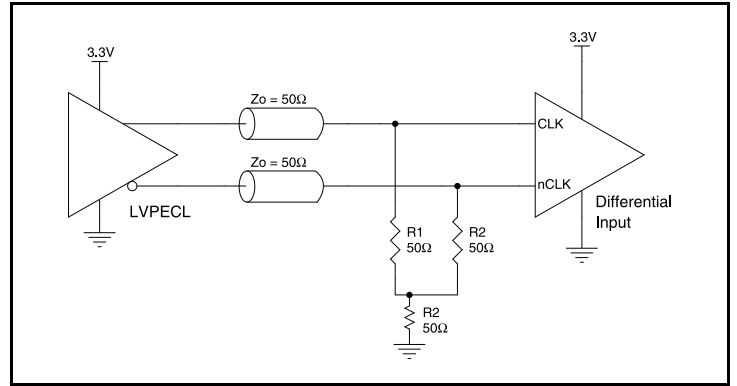 3.3V
3.3V
Zo = 50Ω
CLK
Zo = 50Ω
nCLK
LVPECL
Differential
Input
R1
50Ω
R2
50Ω
R2
50Ω